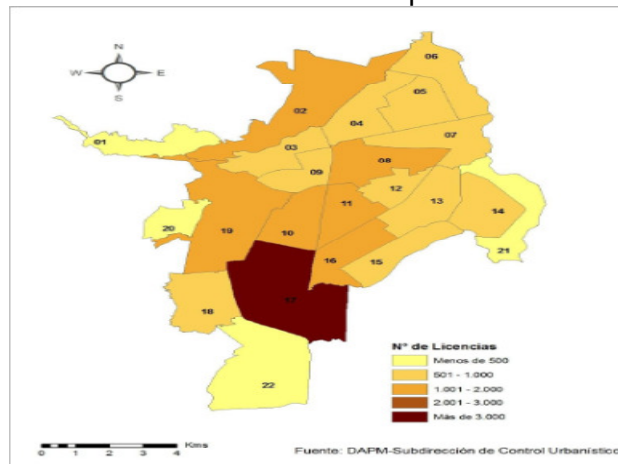 N
W E
S
06
05
02
04
01
07
03
08
09
12
11
13
14
20
19
10
21
16
15
17
18
22
N° de Licencias
Menos de 500
501 - 1.000
1.001 - 2.000
2.001 - 3.000
Más de 3.000
0 0.5 1 2 3 4 Kms
Fuente: DAPM-Subdirección de Control Urbanístico